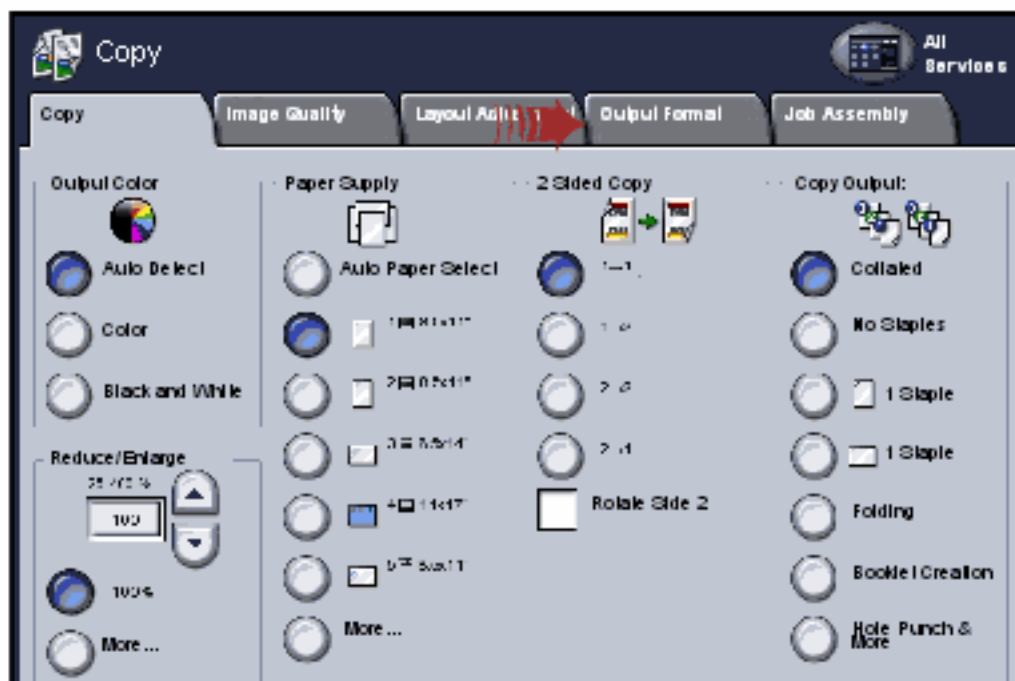 Copy
All
Services
Copy
Image Quality
Layout
Output Format
Job Assembly
Output Color
Auto Detect
Color
Black and White
Reduce/Enlarge
100
100%
More ...
Paper Supply
Auto Paper Select
More ...
2 Sided Copy
Rotate Side 2
Copy Output:
Collated
No Staples
1 Staple
1 Staple
Folding
Booklet Creation
Hole Punch &
More